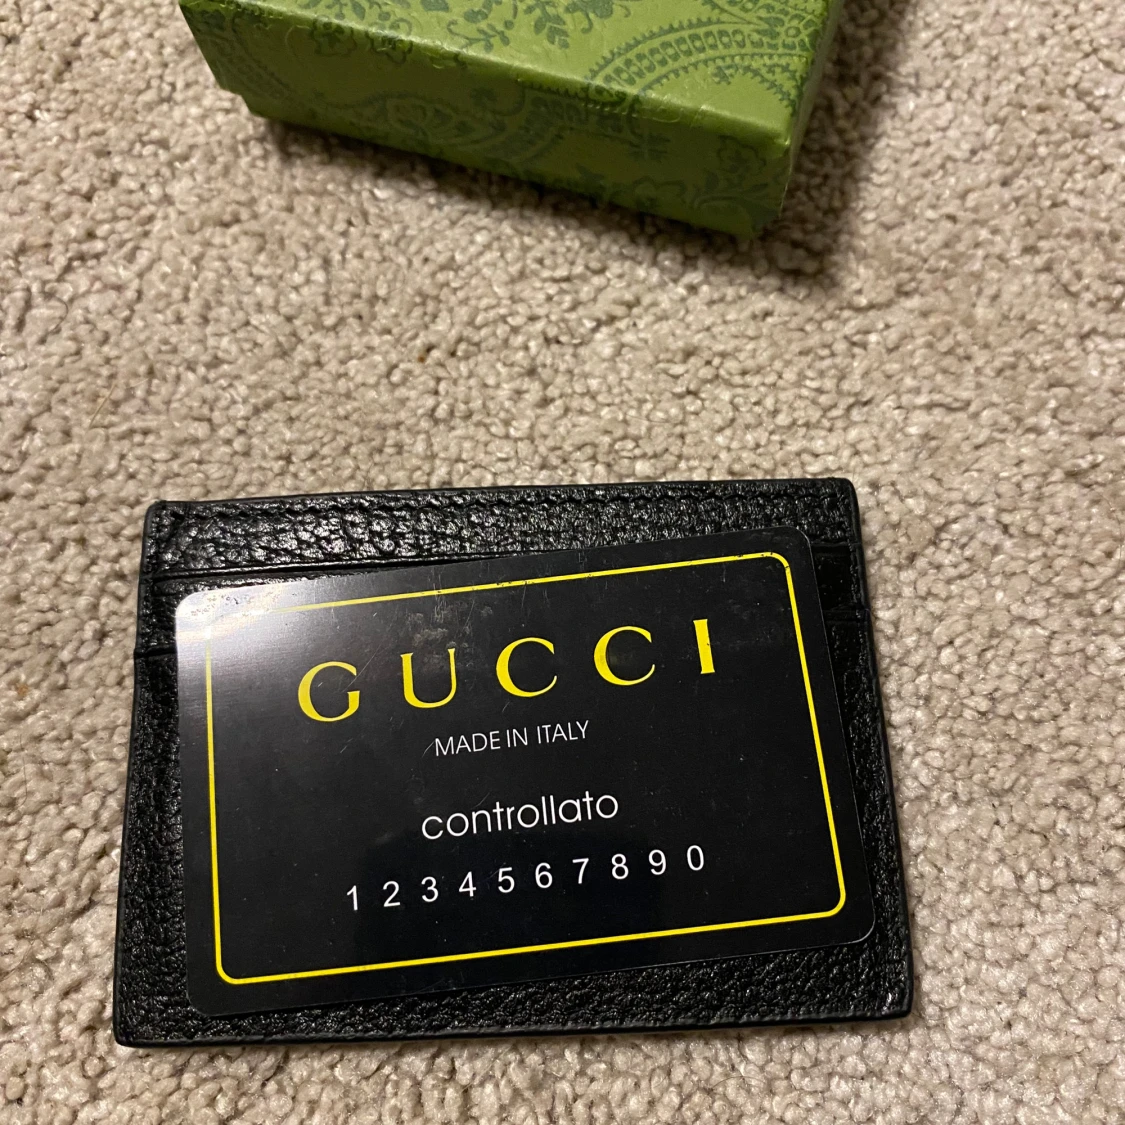 GUCCI
MADE IN ITALY
controllato
1 2 3 4 5 6 7 8 9 0